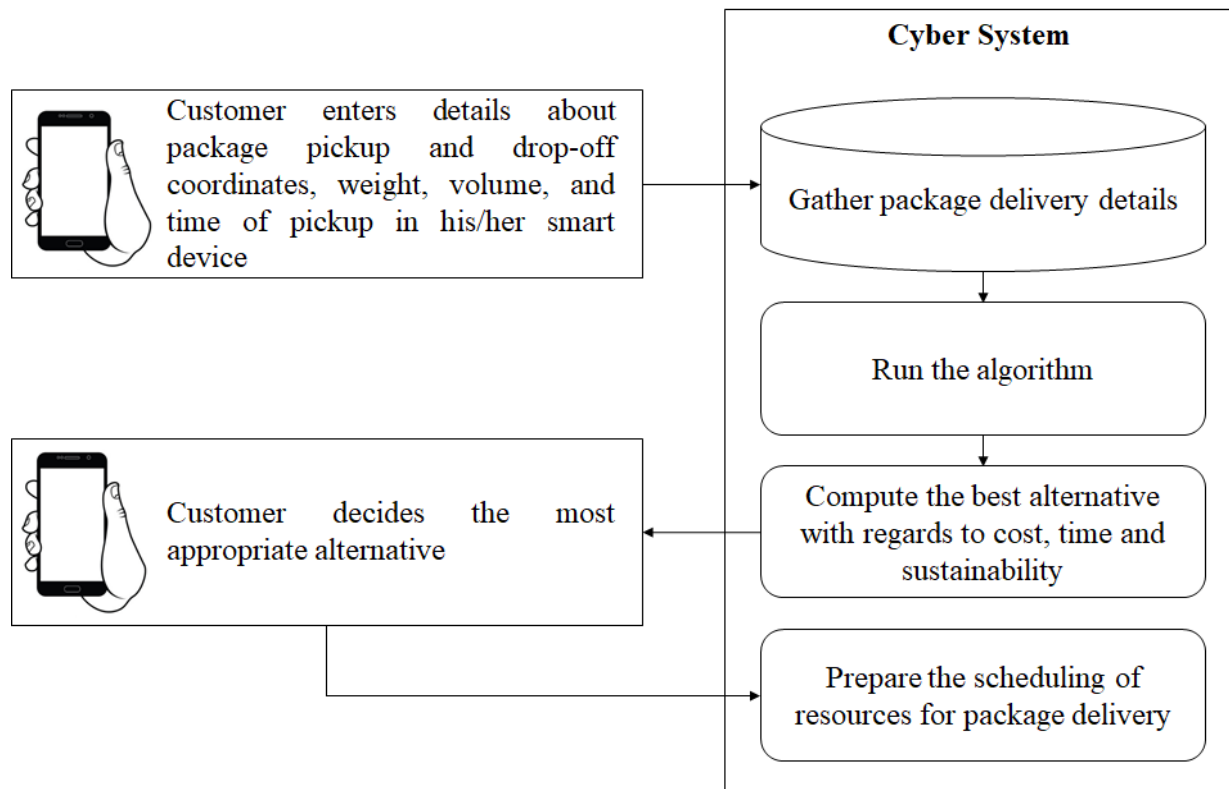 Cyber System
Customer enters details about
package pickup and drop-off
coordinates, weight, volume, and
time of pickup in his/her smart
device
Gather package delivery details
Run the algorithm
Compute the best alternative
with regards to cost, time and
sustainability
Customer decides the most
appropriate alternative
Prepare the scheduling of
resources for package delivery